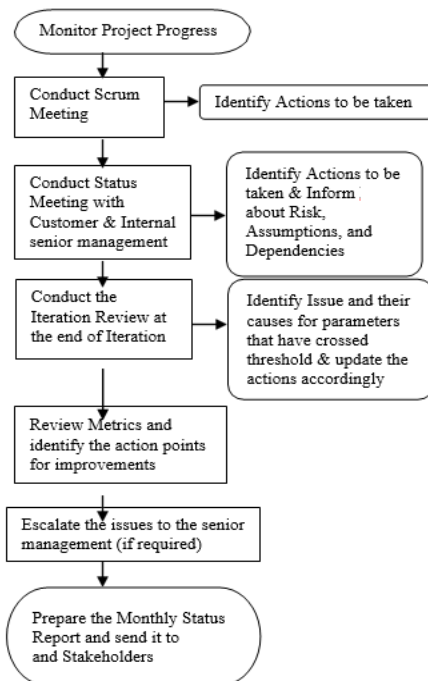 Monitor Project Progress
Conduct Scrum
Meeting
Identify Actions to be taken
Conduct Status
Meeting with
Customer & Internal
senior management
Identify Actions to be
taken & Inform ;
about Risk,
Assumptions, and
Dependencies
Conduct the
Iteration Review at
the end of Iteration
Identify Issue and their
causes for parameters
that have crossed
threshold & update the
actions accordingly
Review Metrics and
identify the action points
for improvements
Escalate the issues to the senior
management (if required)
Prepare the Monthly Status
Report and send it to
and Stakeholders